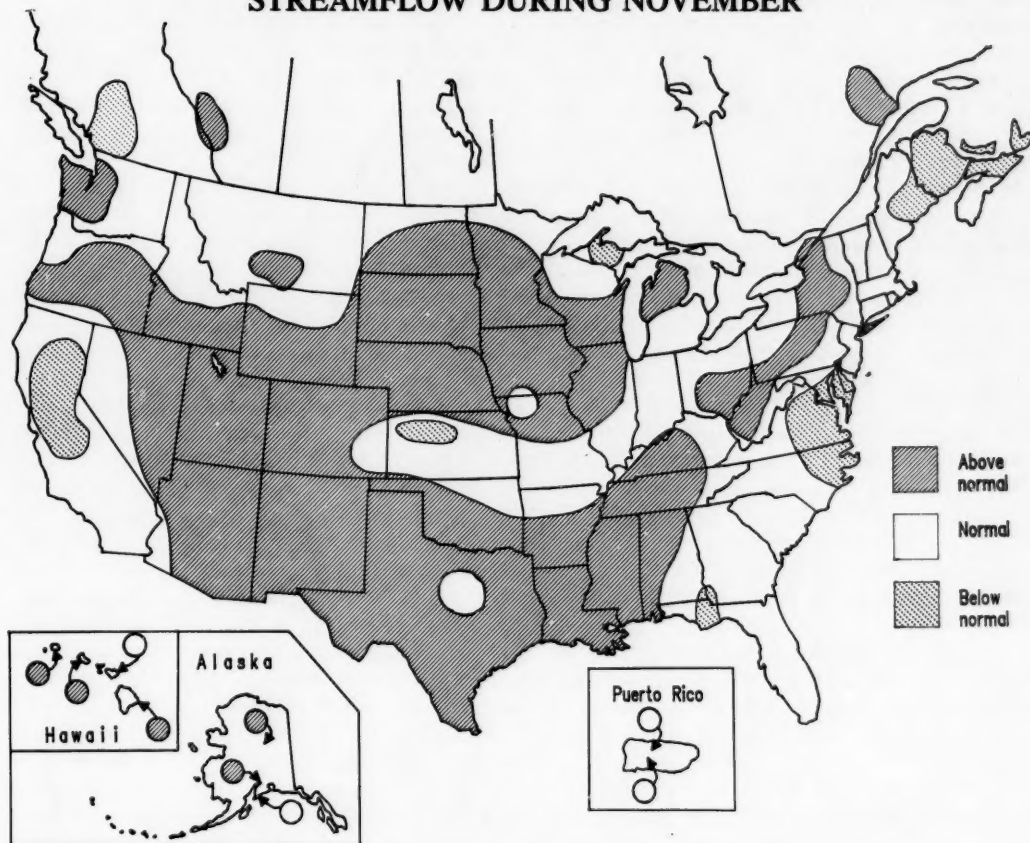 STREAMFLOW DURING NOVEMBER
Above
normal
Normal
Below
normal
Alaska
Hawaii
Puerto Rico